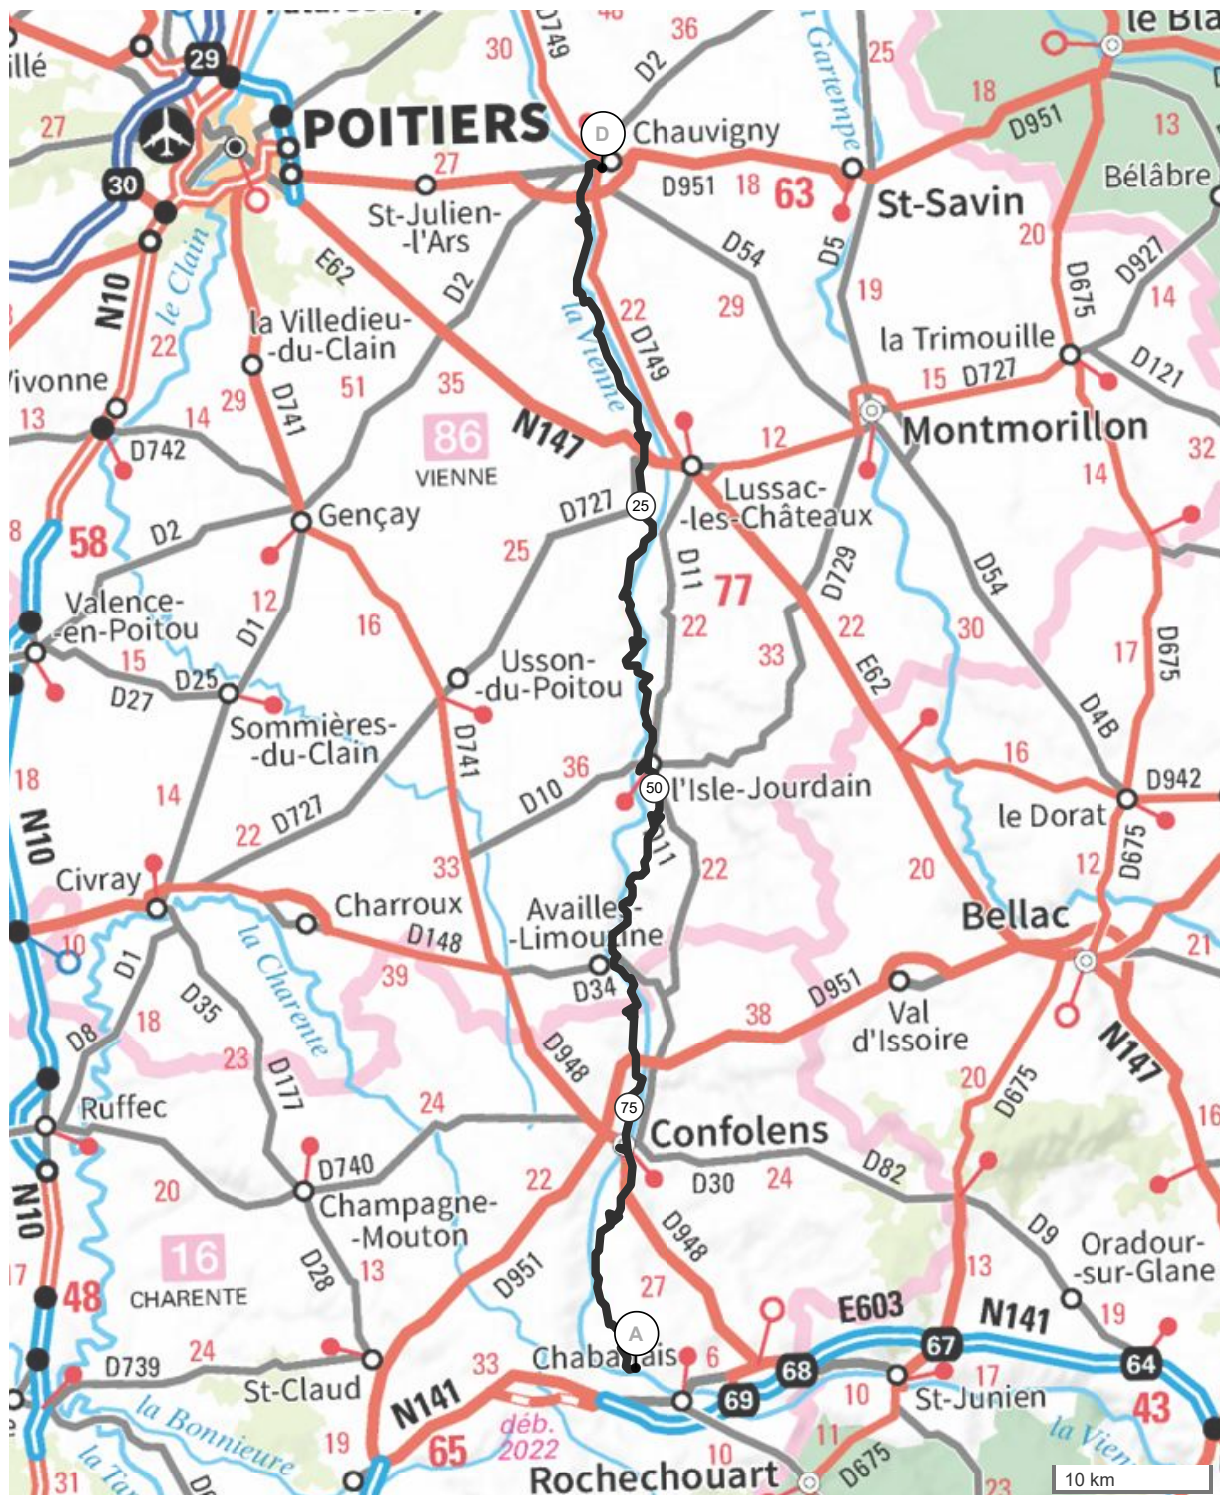 29
30
D749
36
D2
25
la Gartempe
le Bla
18
D951
13
illé
27
POITIERS
D
Chauvigny
27
D951
18
63
St-Savin
Bélâbre
30
St-Julien-
-l'Ars
le Clain
N10
E62
D2
D54
D5
20
D675
D927
14
la Villedieu-
-du-Clain
22
29
19
la Vienne
D749
la Trimouille
22
51
35
15
D727
D121
Vivonne
29
D741
13
14
86
VIENNE
N147
12
Montmorillon
32
D742
14
Lussac-
-les-Châteaux
25
D727
Gençay
8
58
D2
25
D11
77
D729
D54
Valence-
-en-Poitou
12
D1
16
22
22
30
15
33
17
D675
D27
D25
Usson-
-du-Poitou
E62
Sommières-
-du-Clain
D741
D4B
18
14
36
16
D942
D10
50
l'Isle-Jourdain
le Dorat
N10
22
D727
D11
D675
12
Civray
33
22
20
Charroux
Availles-
-Limouzine
Bellac
10
D148
21
D1
la Charente
39
D34
D951
D35
38
Val
d'Issoire
18
D8
23
D948
N147
D177
20
D675
Ruffec
24
75
16
Confolens
D740
22
D30
24
D82
20
Champagne-
-Mouton
N10
D948
D9
16
CHARENTE
D28
13
D951
27
13
Oradour-
-sur-Glane
17
48
E603
N141
19
A
67
D739
24
Chabanais
6
68
64
33
St-Claud
69
17
10
St-Junien
43
N141
déb.
2022
la Bonnieure
la Vien
19
65
11
10
D675
31
la Tar
Rochechouart
23
10 km